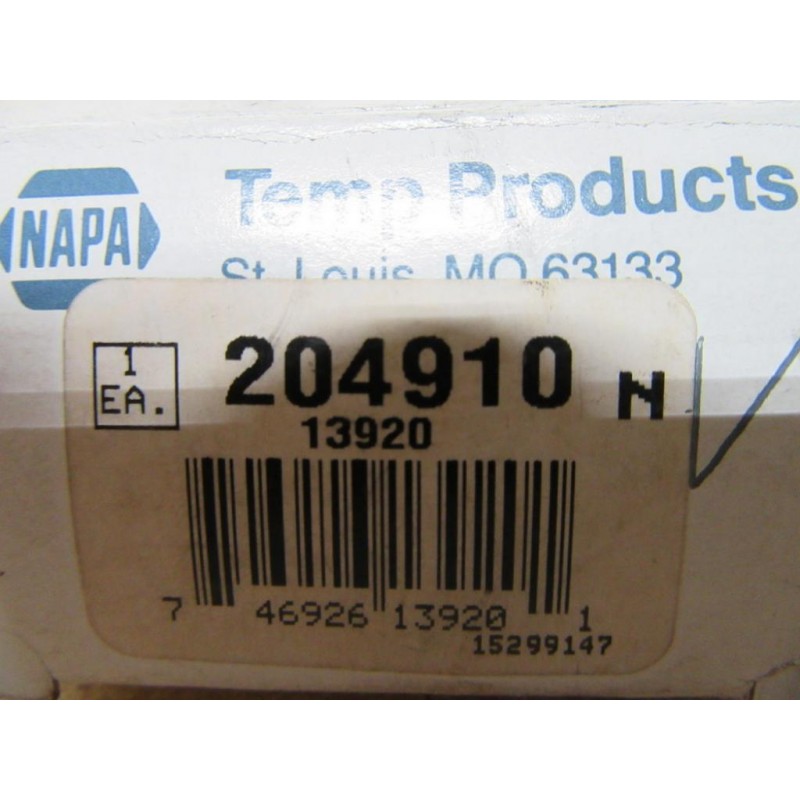 NAPA
Temp Products
St. Louis, MO 63133
1
EA.
204910 N
13920
7 46926 13920 1
15299147